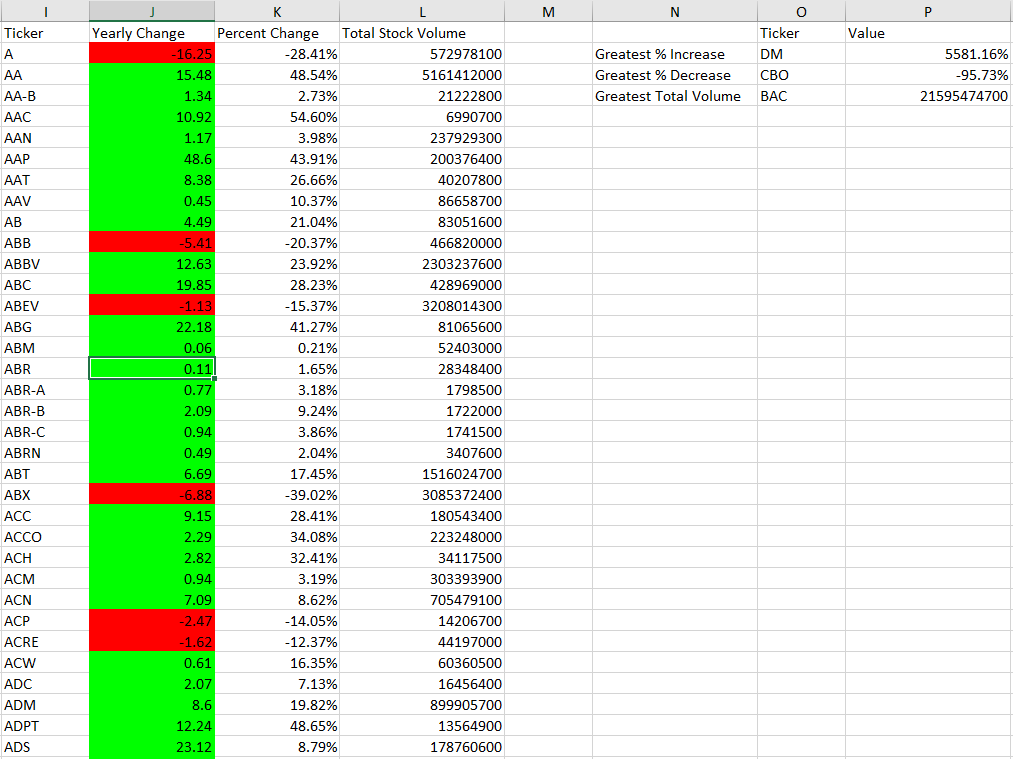 I J K L M N O P
Ticker Yearly Change Percent Change Total Stock Volume Ticker Value
A -16.25 -28.41% 572978100 Greatest % Increase DM 5581.16%
AA 15.48 48.54% 5161412000 Greatest % Decrease CBO -95.73%
AA-B 1.34 2.73% 21222800 Greatest Total Volume BAC 21595474700
AAC 10.92 54.60% 6990700
AAN 1.17 3.98% 237929300
AAP 48.6 43.91% 200376400
AAT 8.38 26.66% 40207800
AAV 0.45 10.37% 86658700
AB 4.49 21.04% 83051600
ABB -5.41 -20.37% 466820000
ABBV 12.63 23.92% 2303237600
ABC 19.85 28.23% 428969000
ABEV -1.13 -15.37% 3208014300
ABG 22.18 41.27% 81065600
ABM 0.06 0.21% 52403000
ABR 0.11 1.65% 28348400
ABR-A 0.77 3.18% 1798500
ABR-B 2.09 9.24% 1722000
ABR-C 0.94 3.86% 1741500
ABRN 0.49 2.04% 3407600
ABT 6.69 17.45% 1516024700
ABX -6.88 -39.02% 3085372400
ACC 9.15 28.41% 180543400
ACCO 2.29 34.08% 223248000
ACH 2.82 32.41% 34117500
ACM 0.94 3.19% 303393900
ACN 7.09 8.62% 705479100
ACP -2.47 -14.05% 14206700
ACRE -1.62 -12.37% 44197000
ACW 0.61 16.35% 60360500
ADC 2.07 7.13% 16456400
ADM 8.6 19.82% 899905700
ADPT 12.24 48.65% 13564900
ADS 23.12 8.79% 178760600